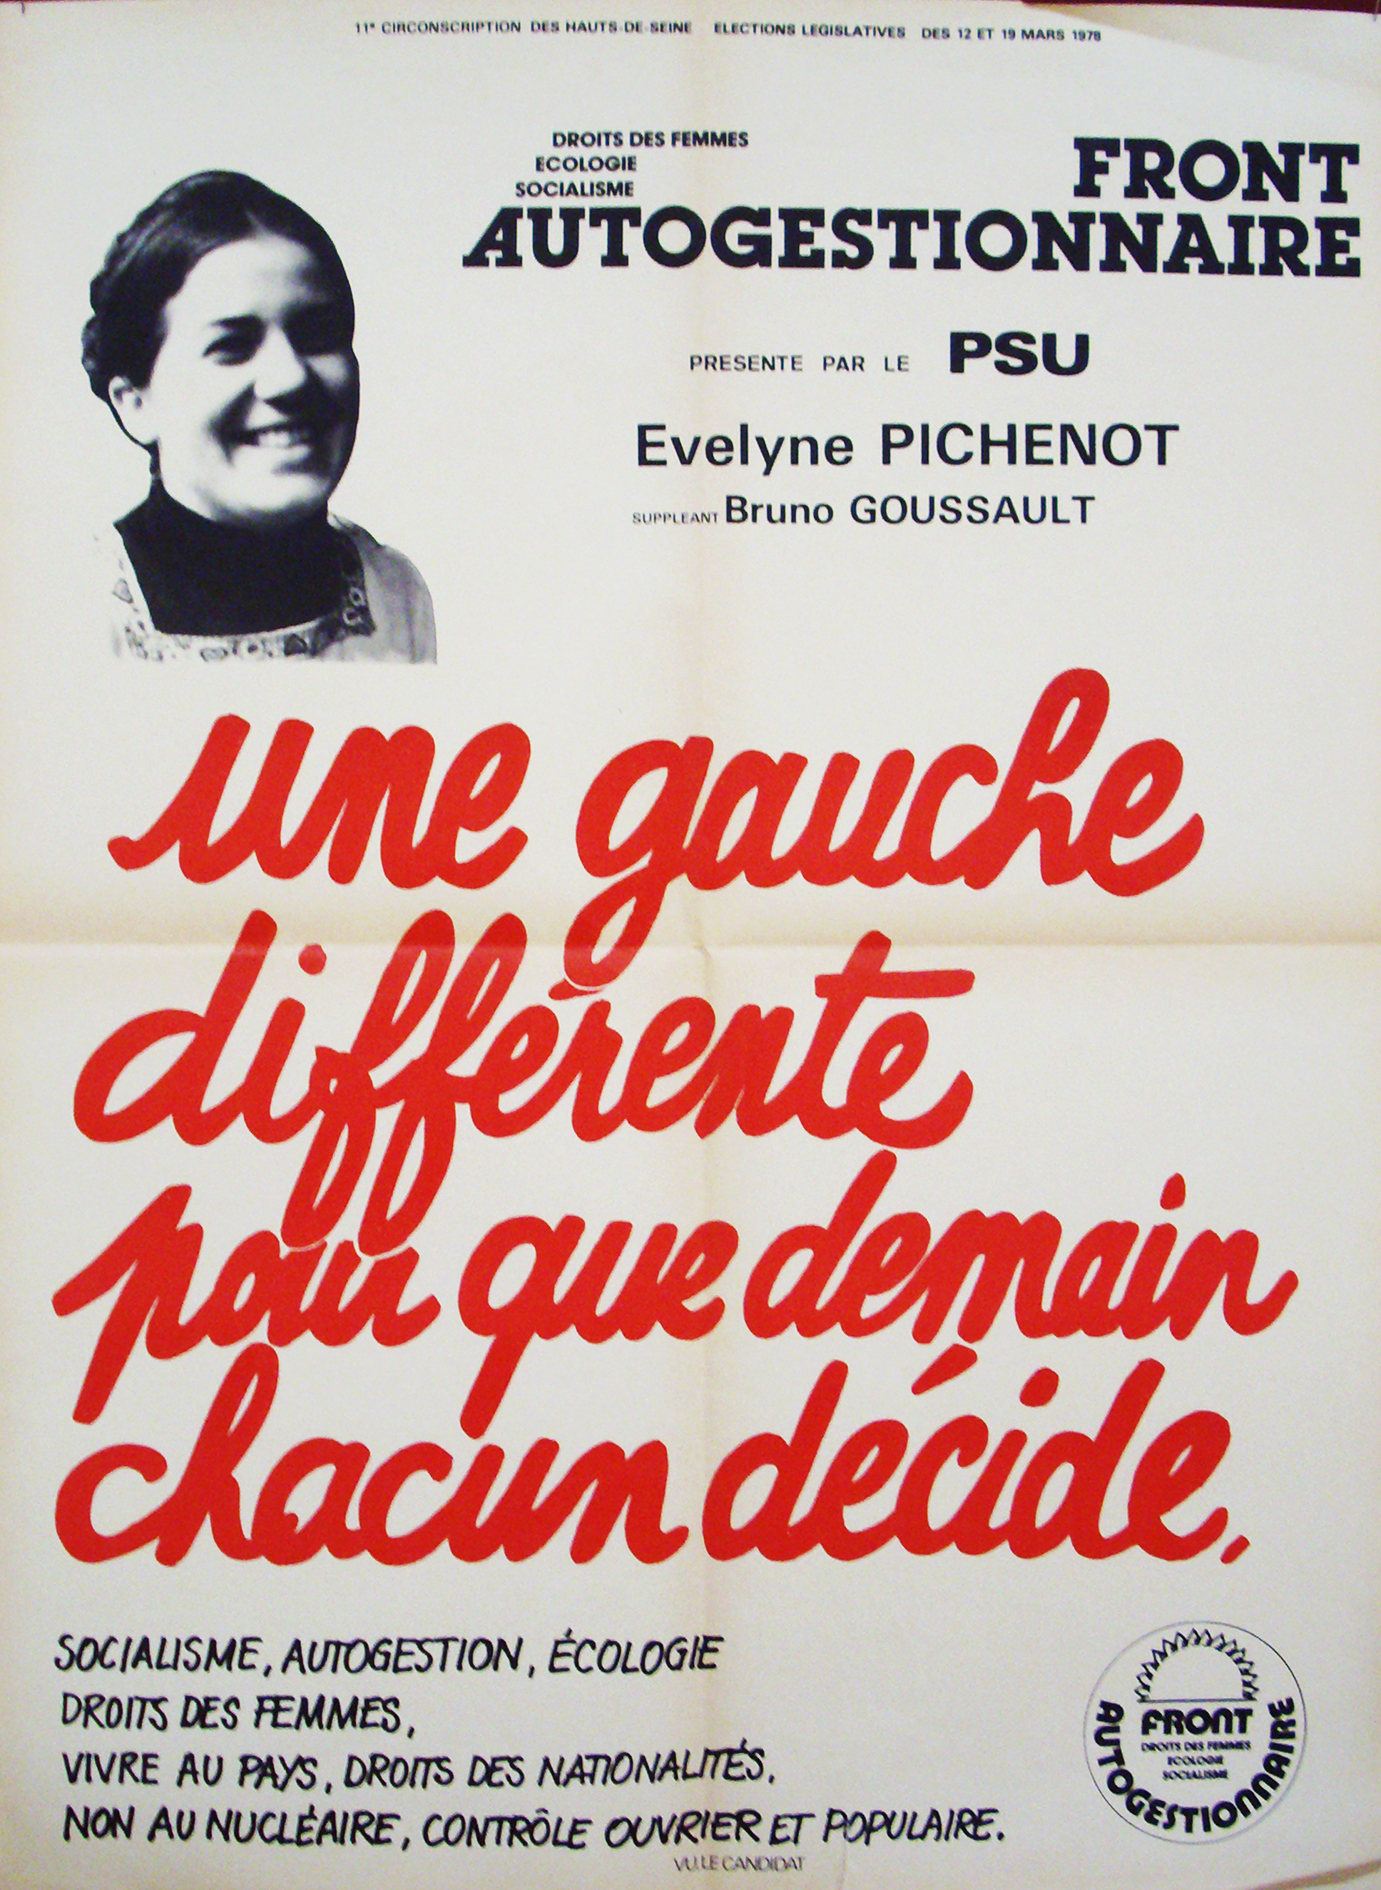 11e CIRCONSCRIPTION DES HAUTS-DE-SEINE ELECTIONS LEGISLATIVES DES 12 ET 19 MARS 1978
DROITS DES FEMMES
ECOLOGIE
SOCIALISME
FRONT
AUTOGESTIONNAIRE
PRESENTE PAR LE PSU
Evelyne PICHENOT
SUPPLEANT Bruno GOUSSAULT
une gauche
différente
pour que demain
chacun décide.
SOCIALISME, AUTOGESTION, ÉCOLOGIE
DROITS DES FEMMES,
VIVRE AU PAYS, DROITS DES NATIONALITÉS.
NON AU NUCLÉAIRE, CONTRÔLE OUVRIER ET POPULAIRE.
FRONT
DROITS DES FEMMES
ECOLOGIE
SOCIALISME
AUTOGESTIONNAIRE
VU LE CANDIDAT